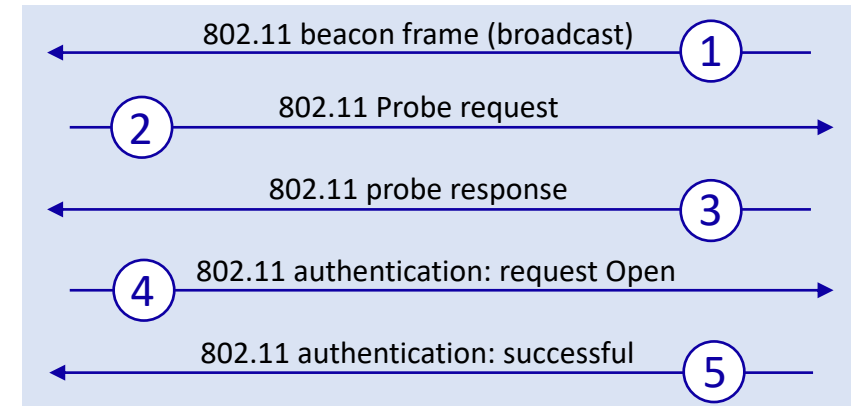 802.11 beacon frame (broadcast)
1
802.11 Probe request
2
802.11 probe response
3
802.11 authentication: request Open
4
802.11 authentication: successful
5